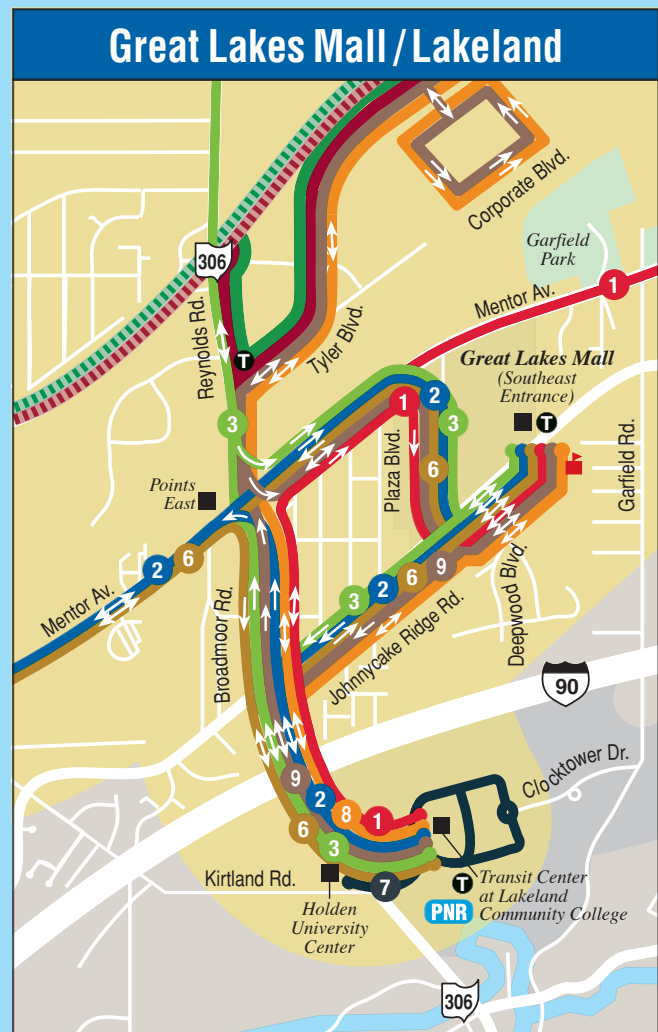 Great Lakes Mall / Lakeland
Corporate Blvd.
Garfield
Park
306
1
Mentor Av.
Reynolds Rd.
Tyler Blvd.
T
Great Lakes Mall
(Southeast
Entrance)
T
3
1
2
3
Plaza Blvd.
6
Garfield Rd.
Points
East
2
6
Mentor Av.
Broadmoor Rd.
3
2
6
9
Johnnycake Ridge Rd.
Deepwood Blvd.
90
Clocktower Dr.
9
2
8
1
6
3
7
Kirtland Rd.
Holden
University
Center
T
PNR
Transit Center
at Lakeland
Community College
306